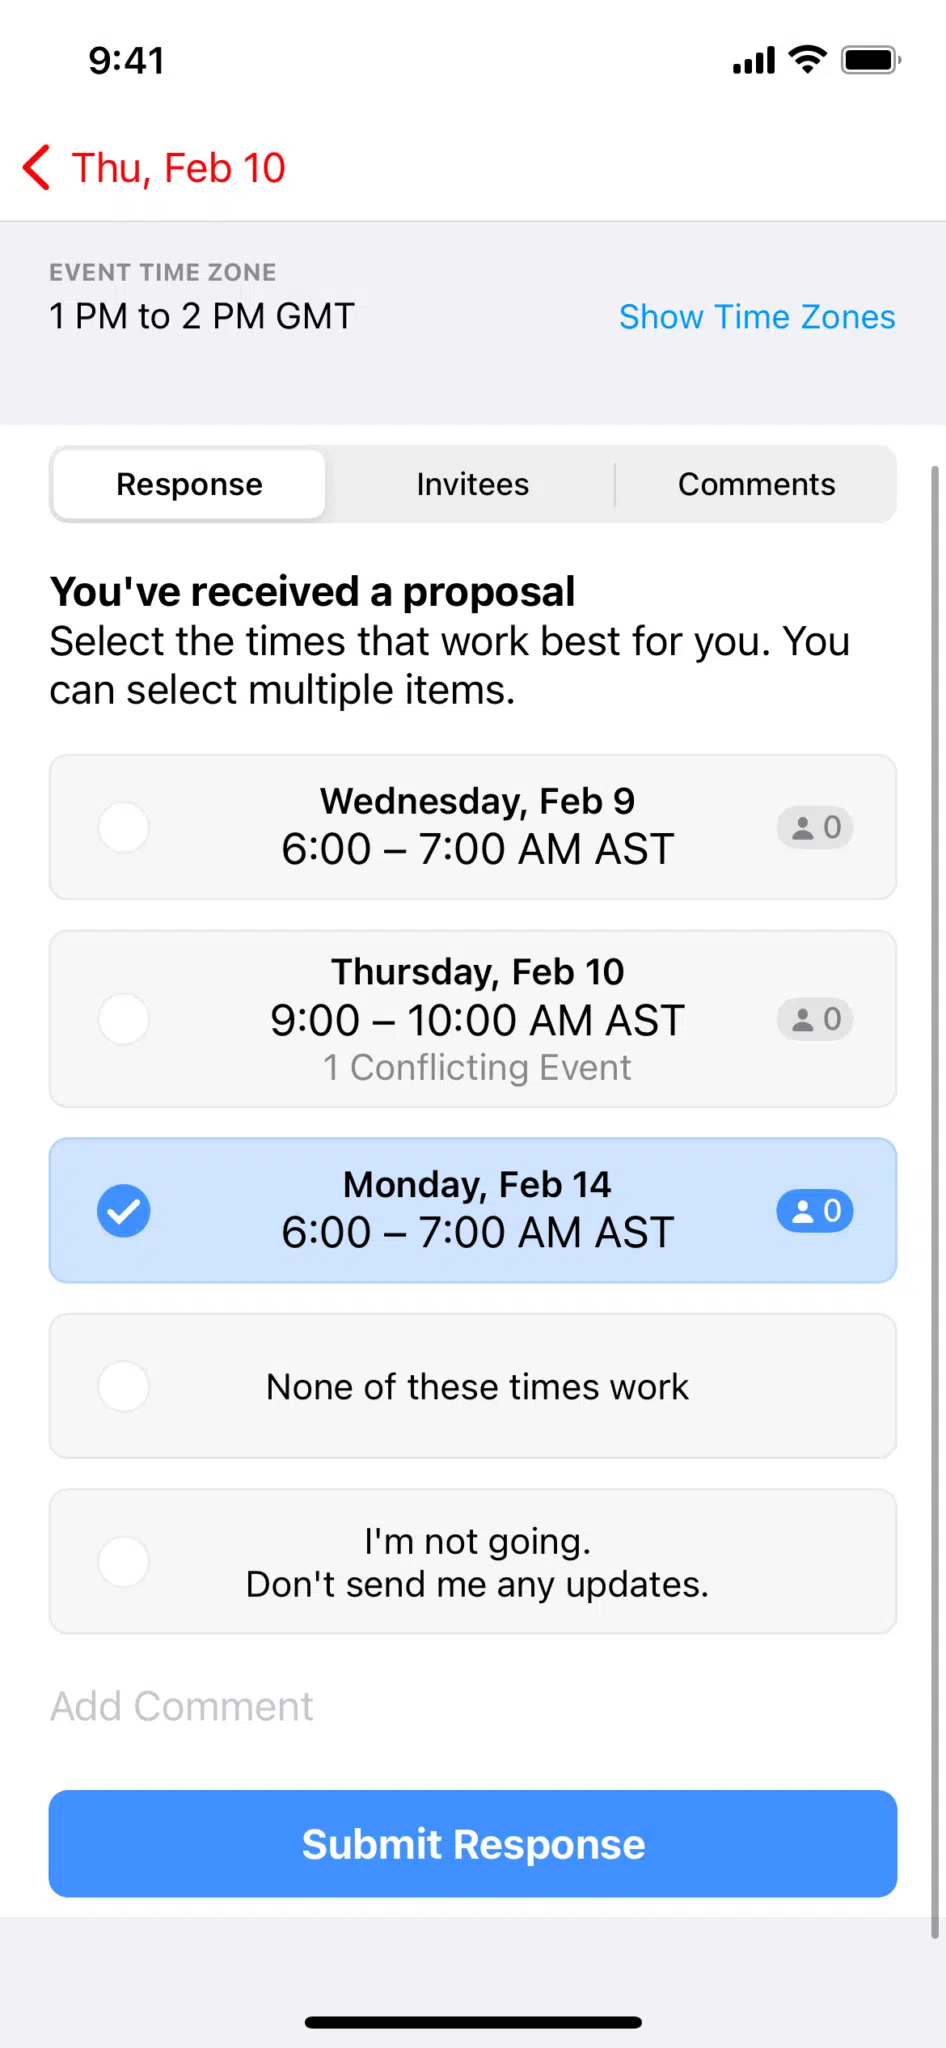 9:41
Thu, Feb 10
EVENT TIME ZONE
1 PM to 2 PM GMT
Show Time Zones
Response
Invitees
Comments
You've received a proposal
Select the times that work best for you. You
can select multiple items.
Wednesday, Feb 9
6:00 – 7:00 AM AST
0
Thursday, Feb 10
9:00 – 10:00 AM AST
1 Conflicting Event
0
Monday, Feb 14
6:00 – 7:00 AM AST
0
None of these times work
I'm not going.
Don't send me any updates.
Add Comment
Submit Response